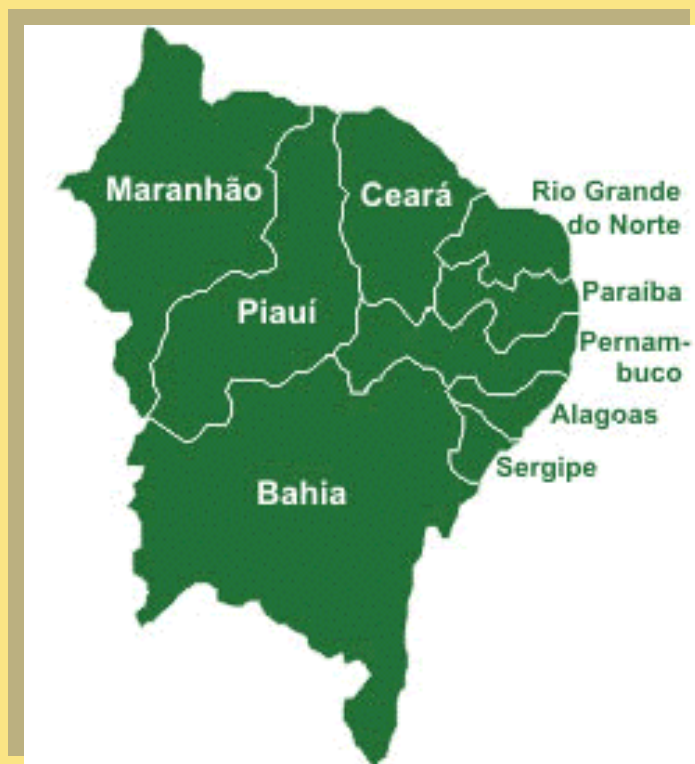 Maranhão
Ceará
Rio Grande
do Norte
Paraíba
Piauí
Pernam-
buco
Alagoas
Sergipe
Bahia